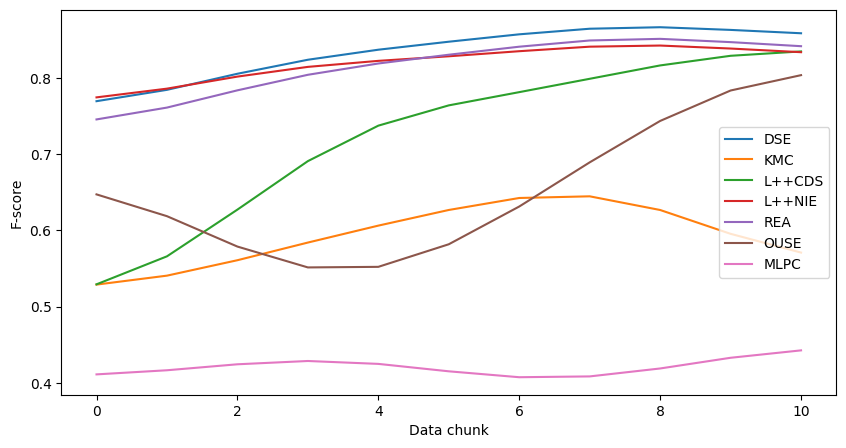 F-score
0.8
0.7
0.6
0.5
0.4
DSE
KMC
L++CDS
L++NIE
REA
OUSE
MLPC
0 2 4 6 8 10
Data chunk